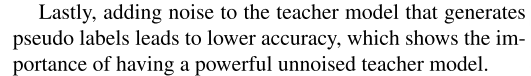 Lastly, adding noise to the teacher model that generates
pseudo labels leads to lower accuracy, which shows the im-
portance of having a powerful unnoised teacher model.